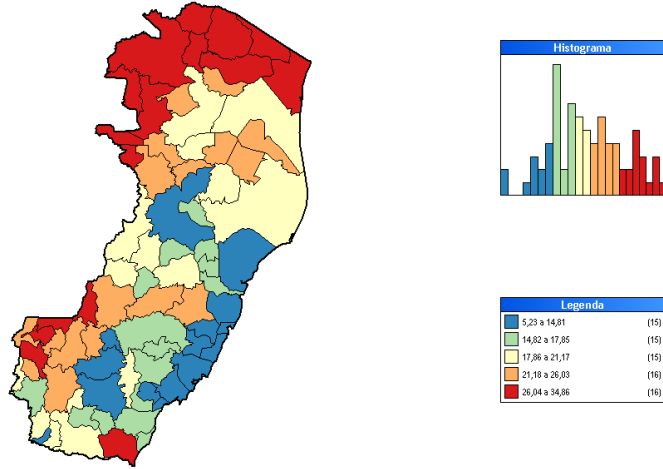 Histograma
Legenda
5,23 a 14,81 (15)
14,82 a 17,85 (15)
17,86 a 21,17 (15)
21,18 a 26,03 (16)
26,04 a 34,86 (16)